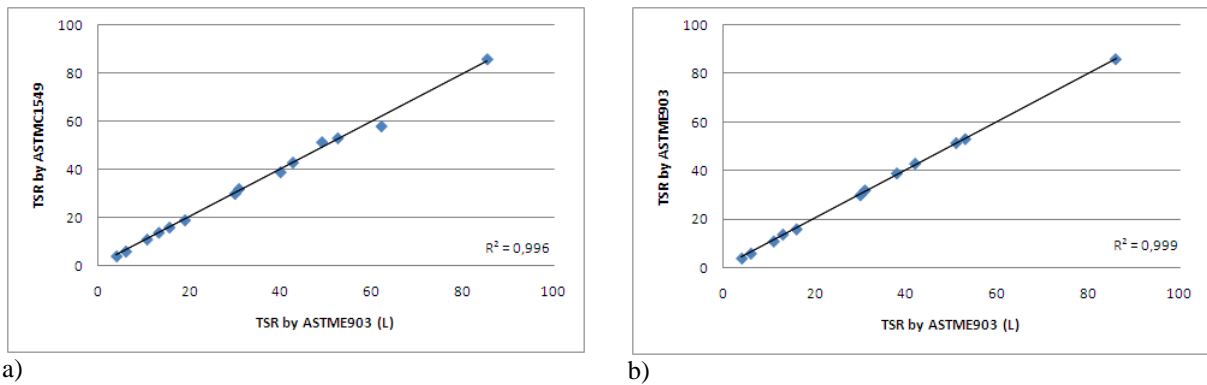 100
80
60
40
20
0
TSR by ASTMC1549
R² = 0,996
0 20 40 60 80 100
TSR by ASTME903 (L)
a)
100
80
60
40
20
0
TSR by ASTME903
R² = 0,999
0 20 40 60 80 100
TSR by ASTME903 (L)
b)